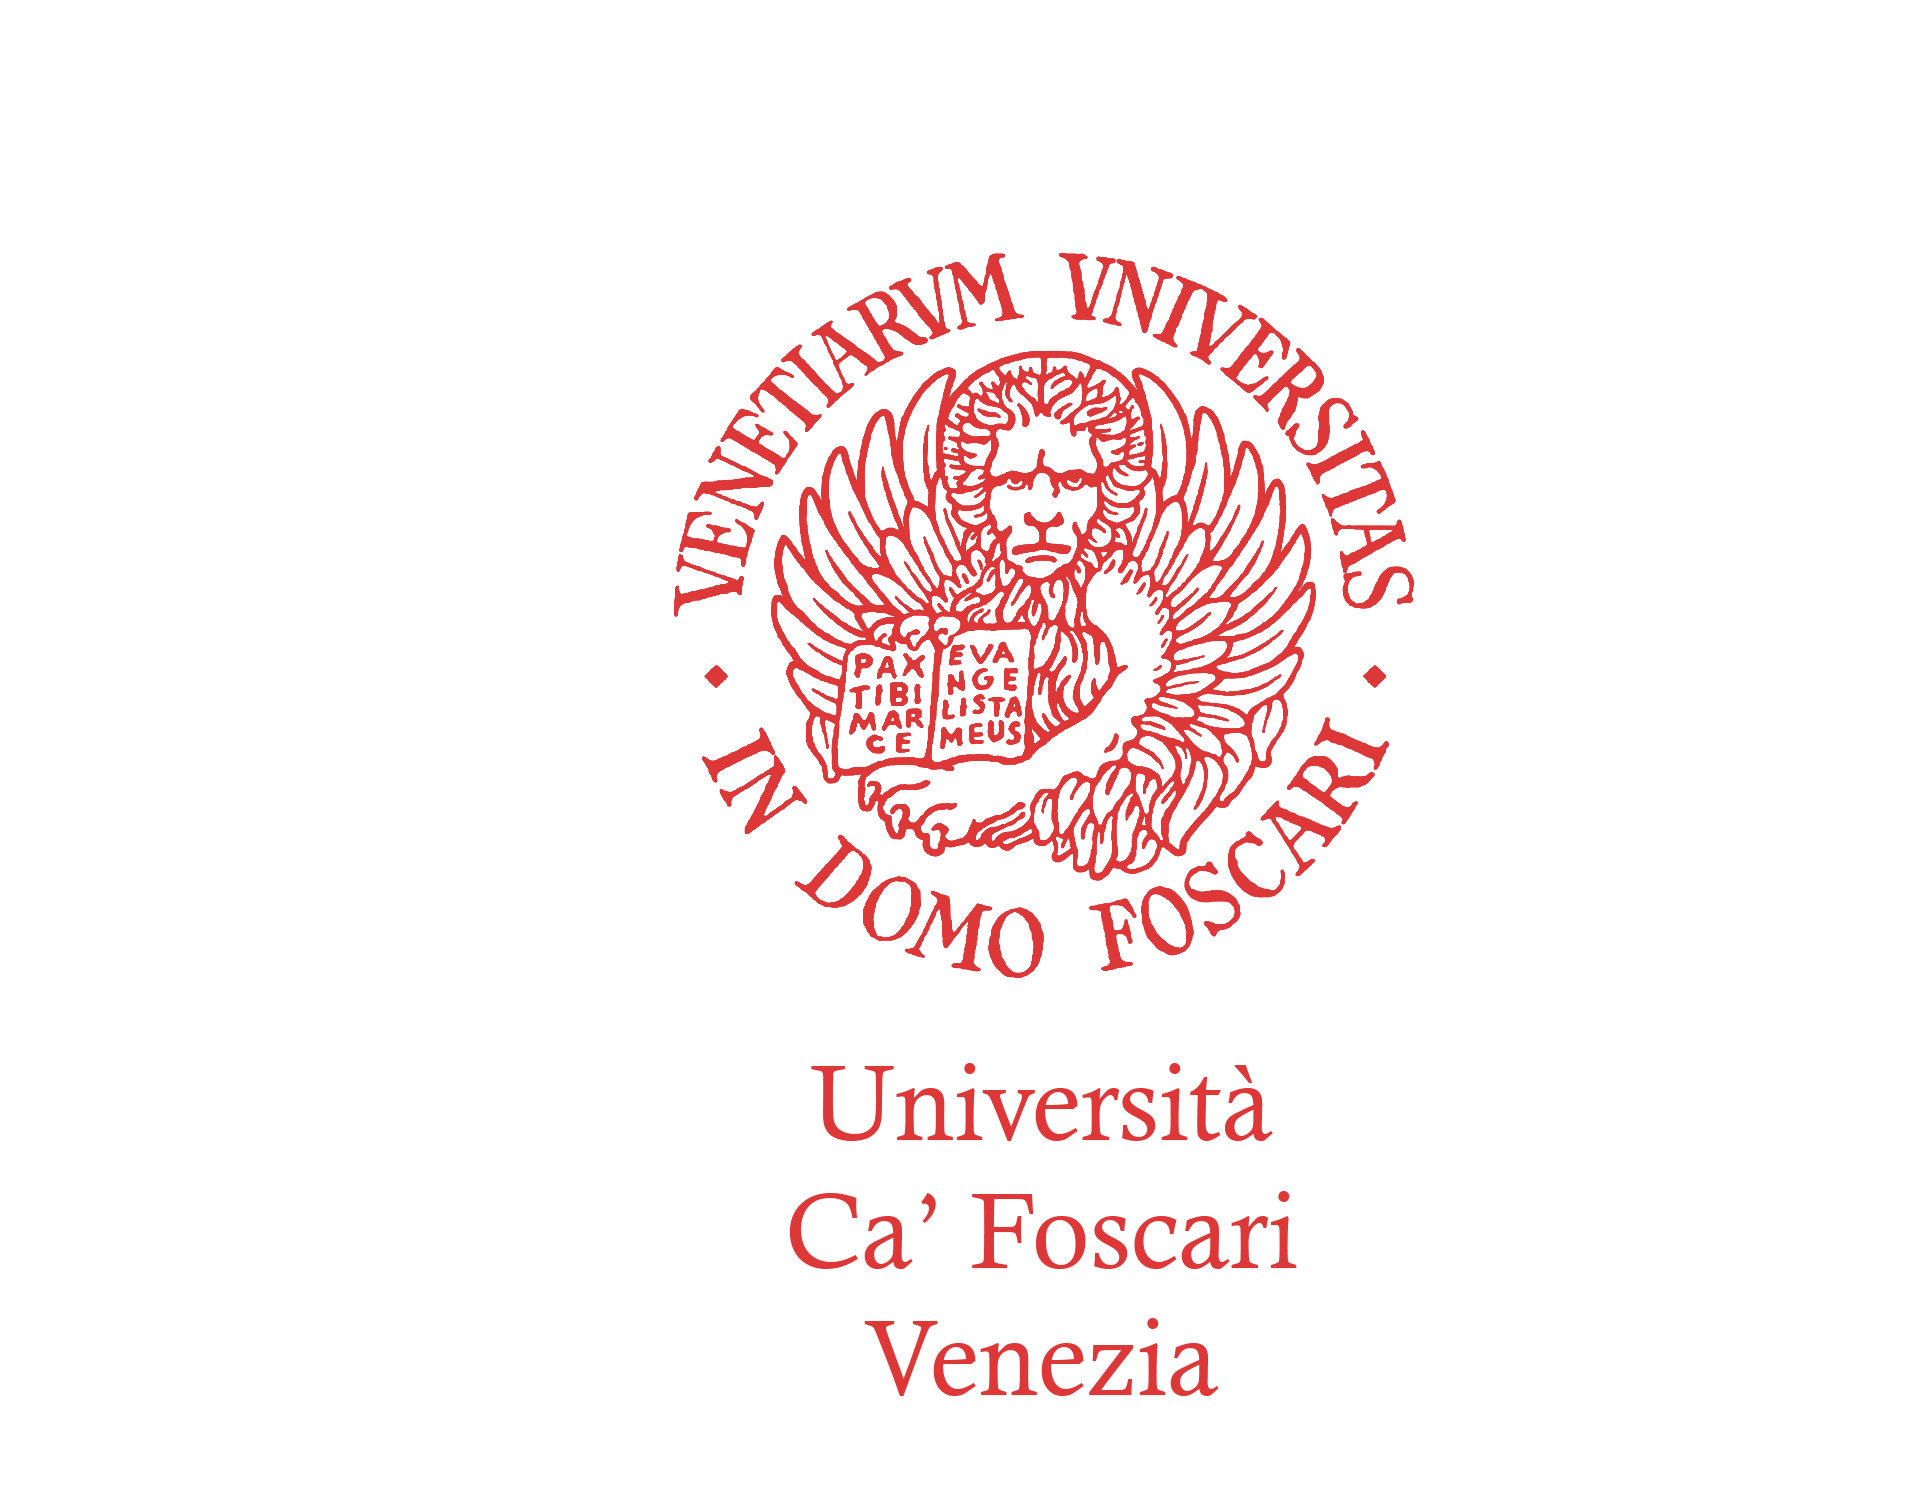 VENETIARVM VNIVERSITAS
PAX
TIBI
MAR
CE
EVA
NGE
LISTA
MEUS
IN DOMO FOSCARI
Università
Ca’ Foscari
Venezia